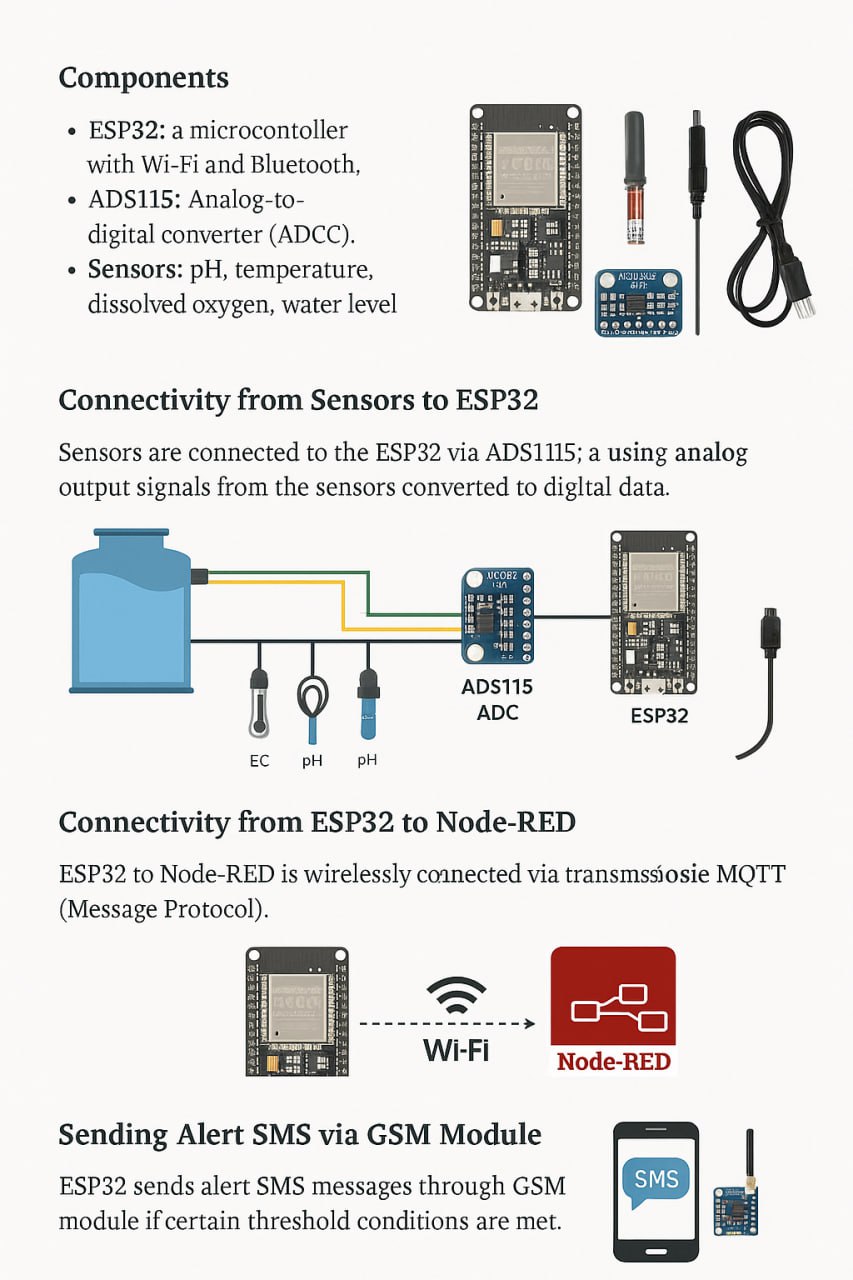 Components
• ESP32: a microcontoller
with Wi-Fi and Bluetooth,
• ADS115: Analog-to-
digital converter (ADCC).
• Sensors: pH, temperature,
dissolved oxygen, water level
Connectivity from Sensors to ESP32
Sensors are connected to the ESP32 via ADS1115; a using analog
output signals from the sensors converted to digltal data.
ADS115
ADC
ESP32
EC
pH
pH
Connectivity from ESP32 to Node-RED
ESP32 to Node-RED is wirelessly connected via transmssiosie MQTT
(Message Protocol).
Wi-Fi
Node-RED
Sending Alert SMS via GSM Module
ESP32 sends alert SMS messages through GSM
module if certain threshold conditions are met.
SMS